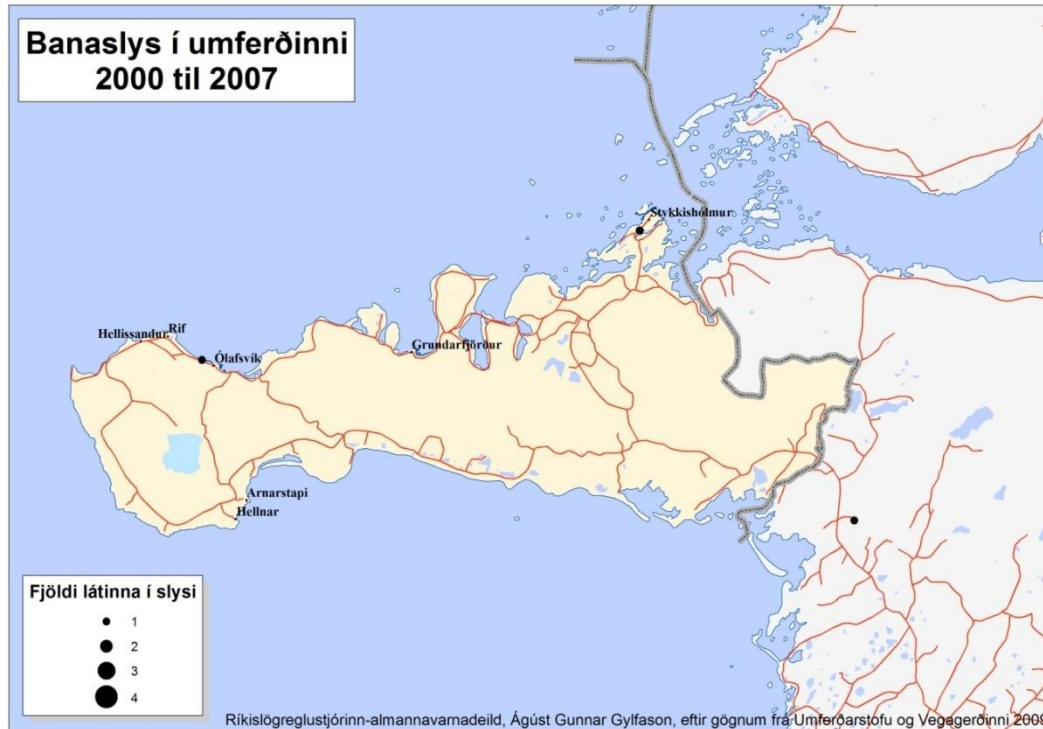 Banaslys í umferðinni
2000 til 2007
Stykkishólmur
Hellissandur
Rif
Ólafsvík
Grundarfjörður
Arnarstapi
Hellnar
Fjöldi látinna í slysi
1
2
3
4
Ríkislögreglustjórinn-almannavarnadeild, Ágúst Gunnar Gylfason, eftir gögnum frá Umferðarstofu og Vegagerðinni 2009